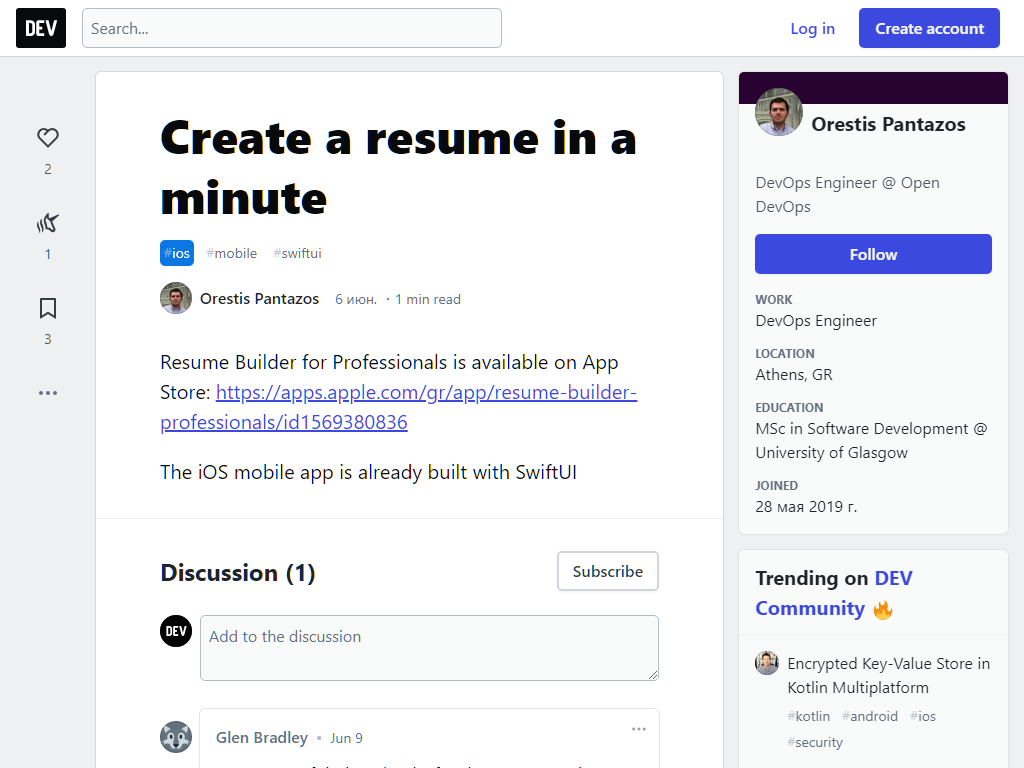 DEV
Search...
Log in
Create account
2
1
3
Create a resume in a
minute
#ios #mobile #swiftui
Orestis Pantazos 6 июн. · 1 min read
Resume Builder for Professionals is available on App
Store: https://apps.apple.com/gr/app/resume-builder-
professionals/id1569380836
The iOS mobile app is already built with SwiftUI
Discussion (1)
Subscribe
DEV
Add to the discussion
Glen Bradley • Jun 9
Orestis Pantazos
DevOps Engineer @ Open
DevOps
Follow
WORK
DevOps Engineer
LOCATION
Athens, GR
EDUCATION
MSc in Software Development @
University of Glasgow
JOINED
28 мая 2019 г.
Trending on DEV
Community 🔥
Encrypted Key-Value Store in
Kotlin Multiplatform
#kotlin #android #ios
#security